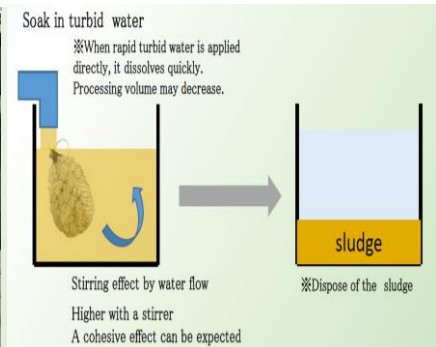 Soak in turbid water
※When rapid turbid water is applied
directly, it dissolves quickly.
Processing volume may decrease.
sludge
Stirring effect by water flow
Higher with a stirrer
A cohesive effect can be expected
※Dispose of the sludge